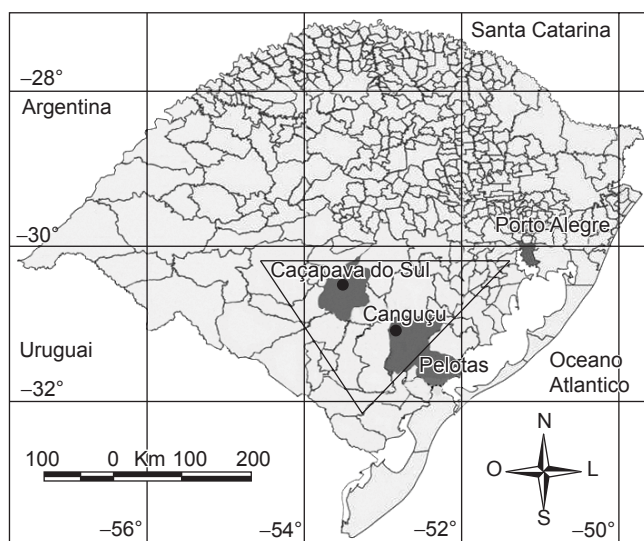 Santa Catarina
–28°
Argentina
Porto Alegre
–30°
Caçapava do Sul
Canguçu
Uruguai
Pelotas
Oceano
Atlantico
–32°
N
100 0 Km 100 200
O L
S
–56° –54° –52° –50°